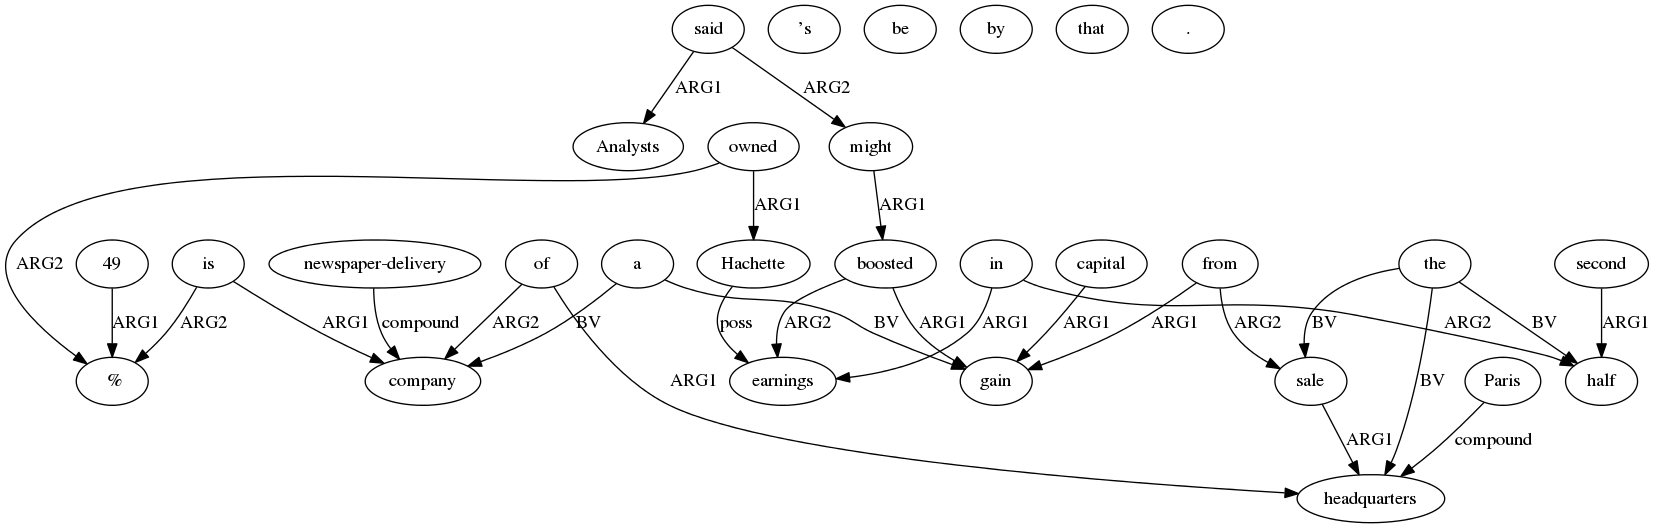 said 's be by that .
ARG1 ARG2
Analysts owned might
ARG2 ARG1 ARG1
49 is newspaper-delivery of a Hachette boosted in capital from the second
ARG1 ARG2 ARG1 compound ARG2 BV poss ARG2 BV ARG1 ARG1 ARG1 ARG1 ARG2 BV ARG2 BV ARG1
% company ARG1 earnings gain sale BV Paris half
ARG1 compound
headquarters